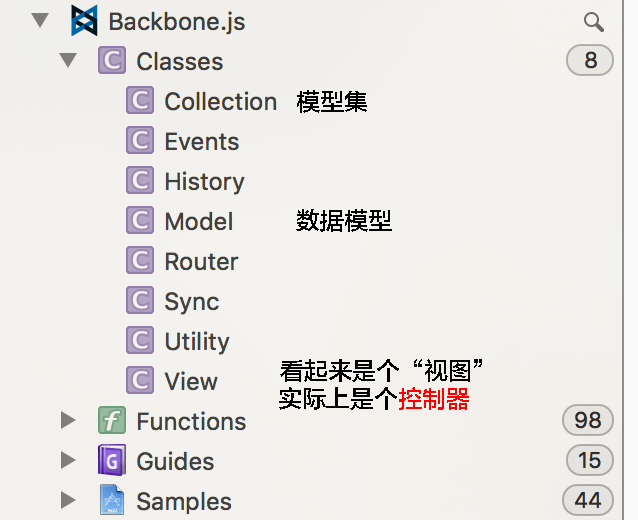 Backbone.js
Classes 8
Collection 模型集
Events
History
Model 数据模型
Router
Sync
Utility
View 看起来是个“视图”
实际上是个控制器
Functions 98
Guides 15
Samples 44